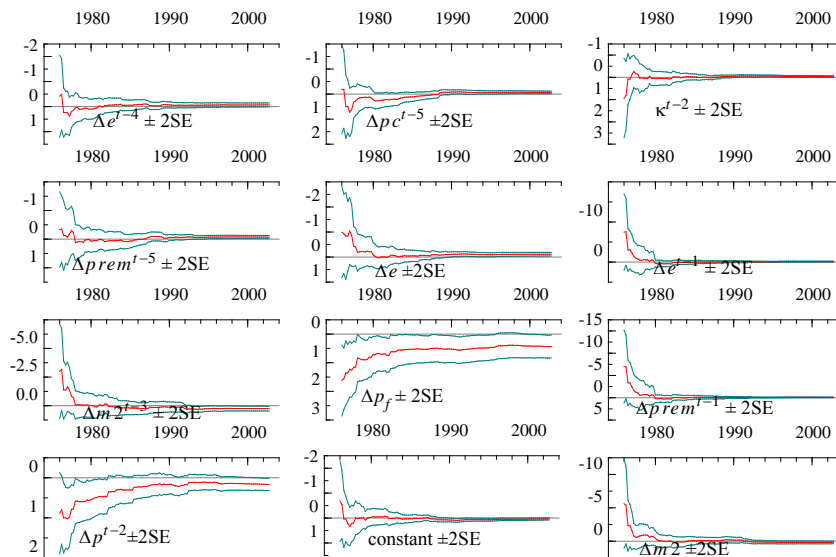 1980 1990 2000 1980 1990 2000 1980 1990 2000
-2
-1
0
1
Δe^{t−4} ± 2SE
-2
-1
0
1
2
Δpc^{t−5} ±2SE
-1
0
1
2
3
κ^{t−2} ± 2SE
1980 1990 2000 1980 1990 2000 1980 1990 2000
-1
0
1
Δprem^{t−5} ± 2SE
-2
-1
0
1
Δe ±2SE
-10
0
Δe^{t−1} ± 2SE
1980 1990 2000 1980 1990 2000 1980 1990 2000
-5.0
-2.5
0.0
Δm2^{t−3} ± 2SE
0
1
2
3
Δp_f ± 2SE
-15
-10
-5
0
5
Δprem^{t−1} ± 2SE
1980 1990 2000 1980 1990 2000 1980 1990 2000
0
1
2
Δp^{t−2}±2SE
-2
-1
0
1
constant ±2SE
-10
-5
0
Δm2 ±2SE